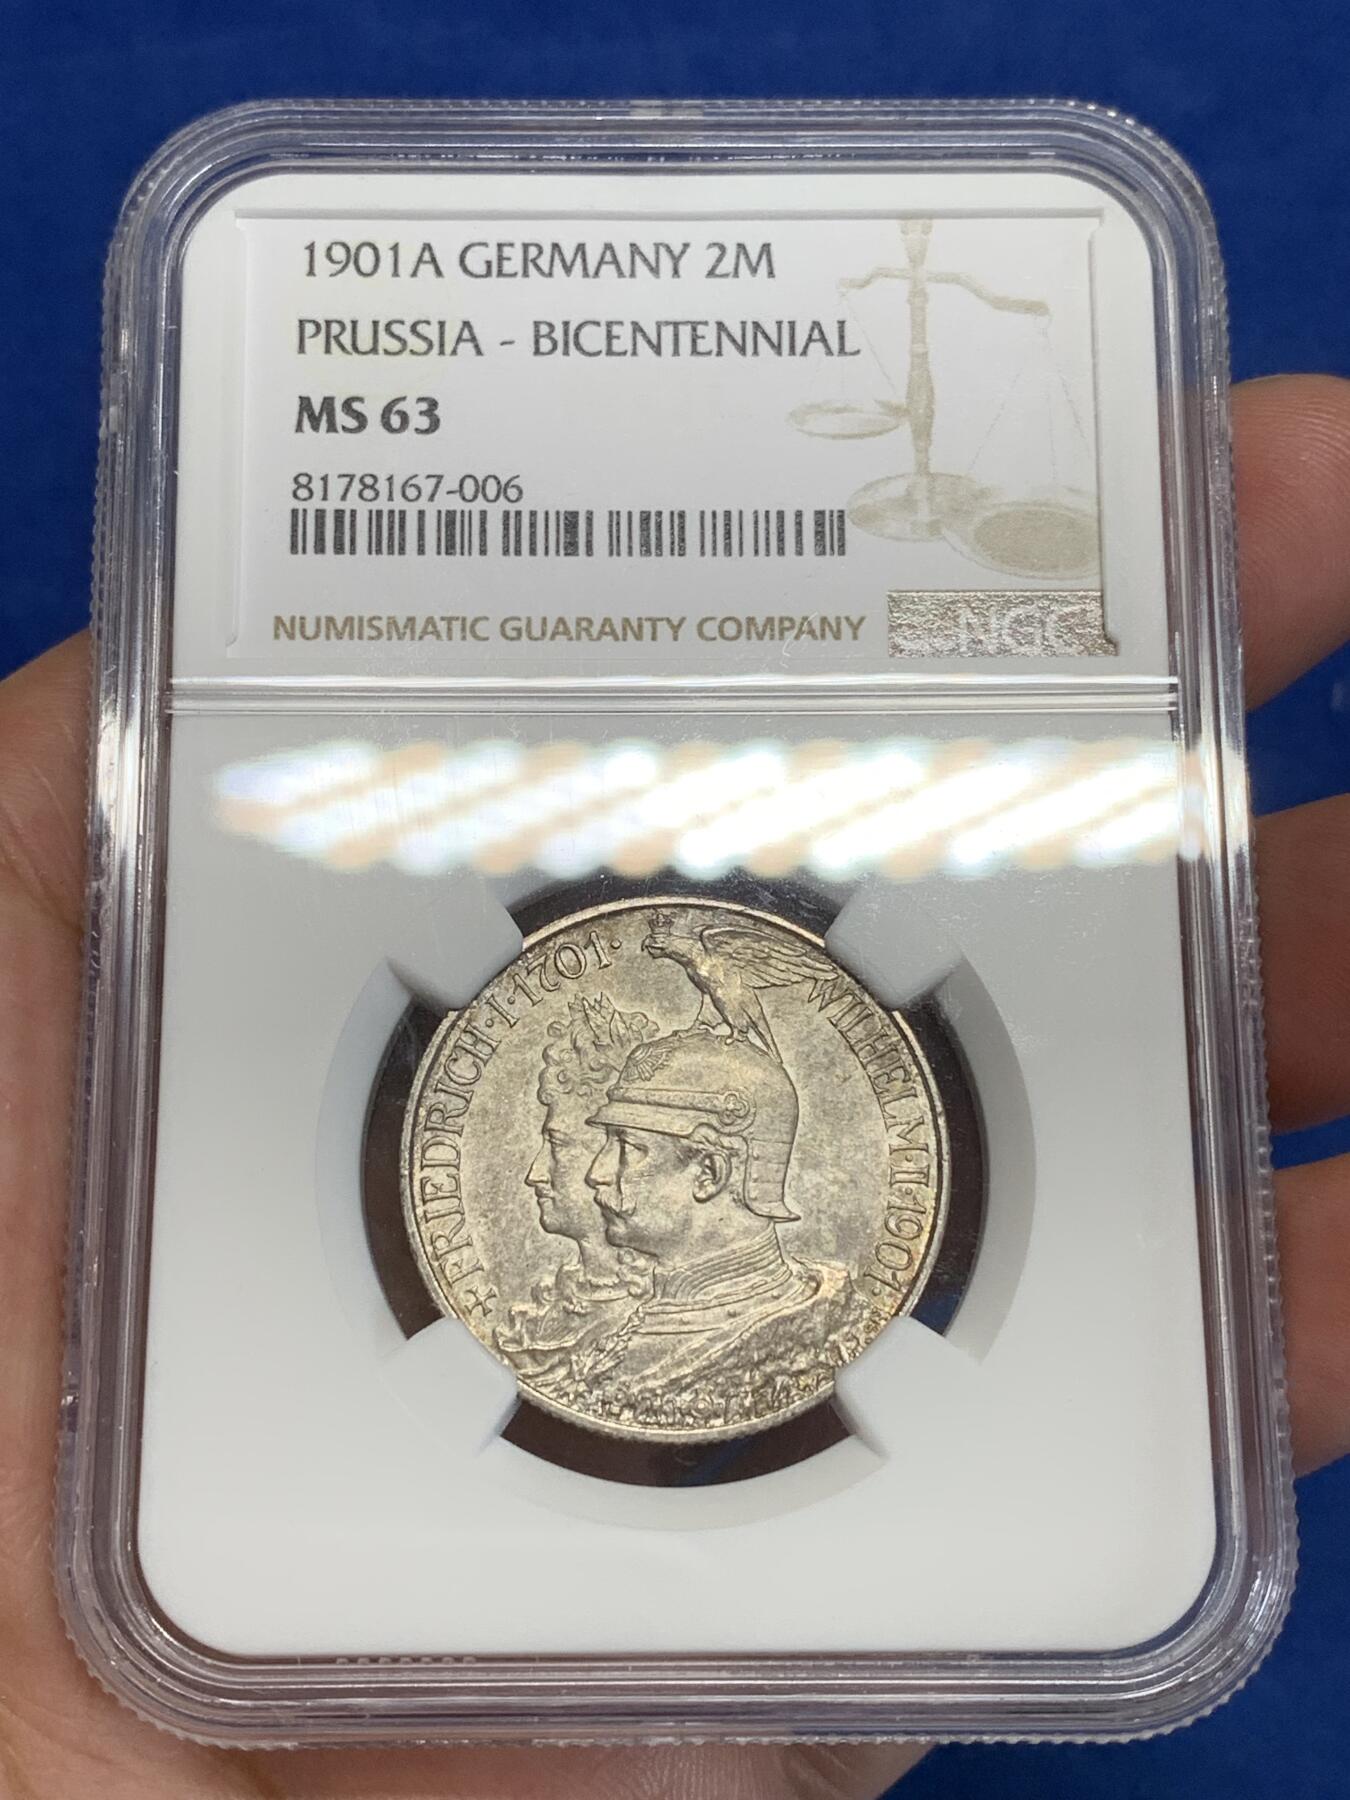 1901A GERMANY 2M
PRUSSIA - BICENTENNIAL
MS 63
8178167-006
NUMISMATIC GUARANTY COMPANY
NGC
FRIEDRICH·I·1701·
WILHELM·II·1901·